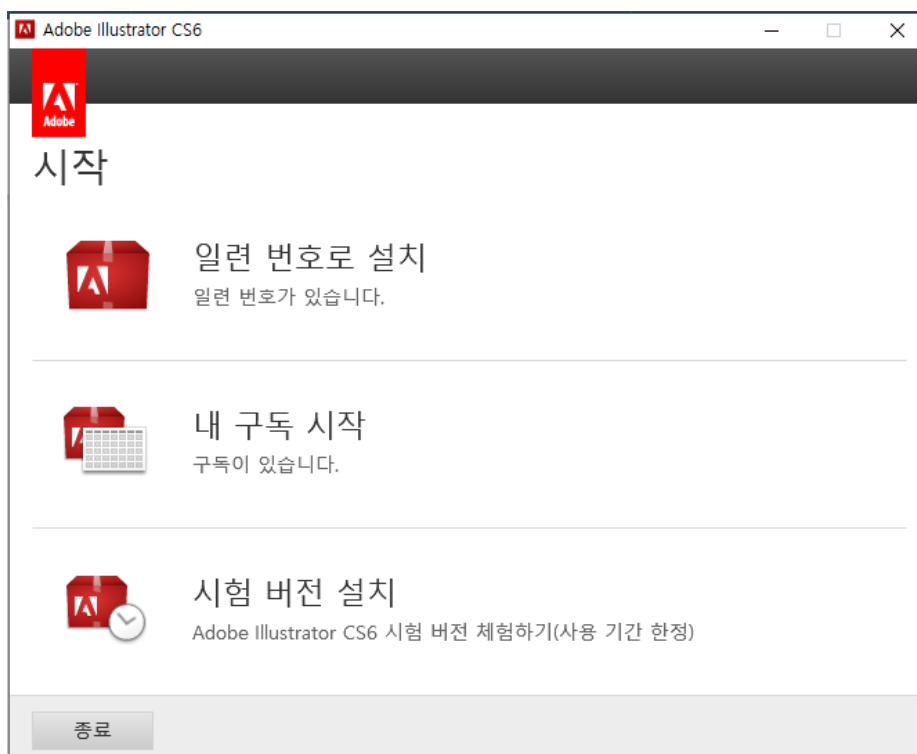 Adobe Illustrator CS6
Adobe
시작
일련 번호로 설치
일련 번호가 있습니다.
내 구독 시작
구독이 있습니다.
시험 버전 설치
Adobe Illustrator CS6 시험 버전 체험하기(사용 기간 한정)
종료